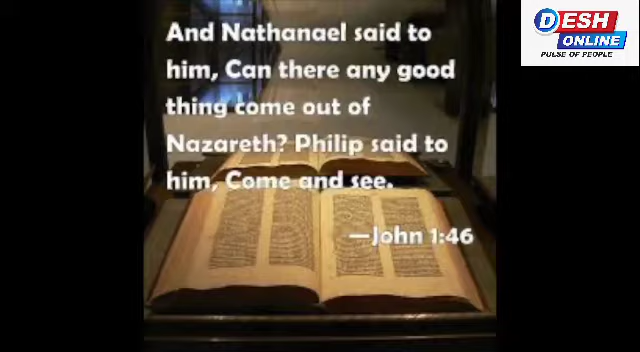 And Nathanael said to
him, Can there any good
thing come out of
Nazareth? Philip said to
him, Come and see.
—John 1:46
DESH
ONLINE
PULSE OF PEOPLE